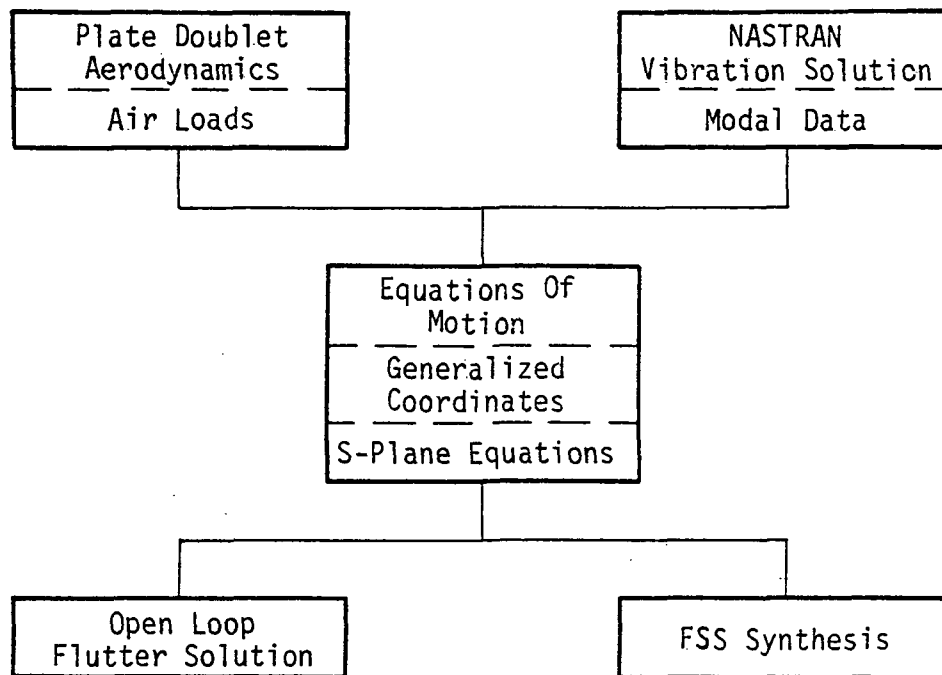 Plate Doublet
Aerodynamics
Air Loads
NASTRAN
Vibration Solution
Modal Data
Equations Of
Motion
Generalized
Coordinates
S-Plane Equations
Open Loop
Flutter Solution
FSS Synthesis